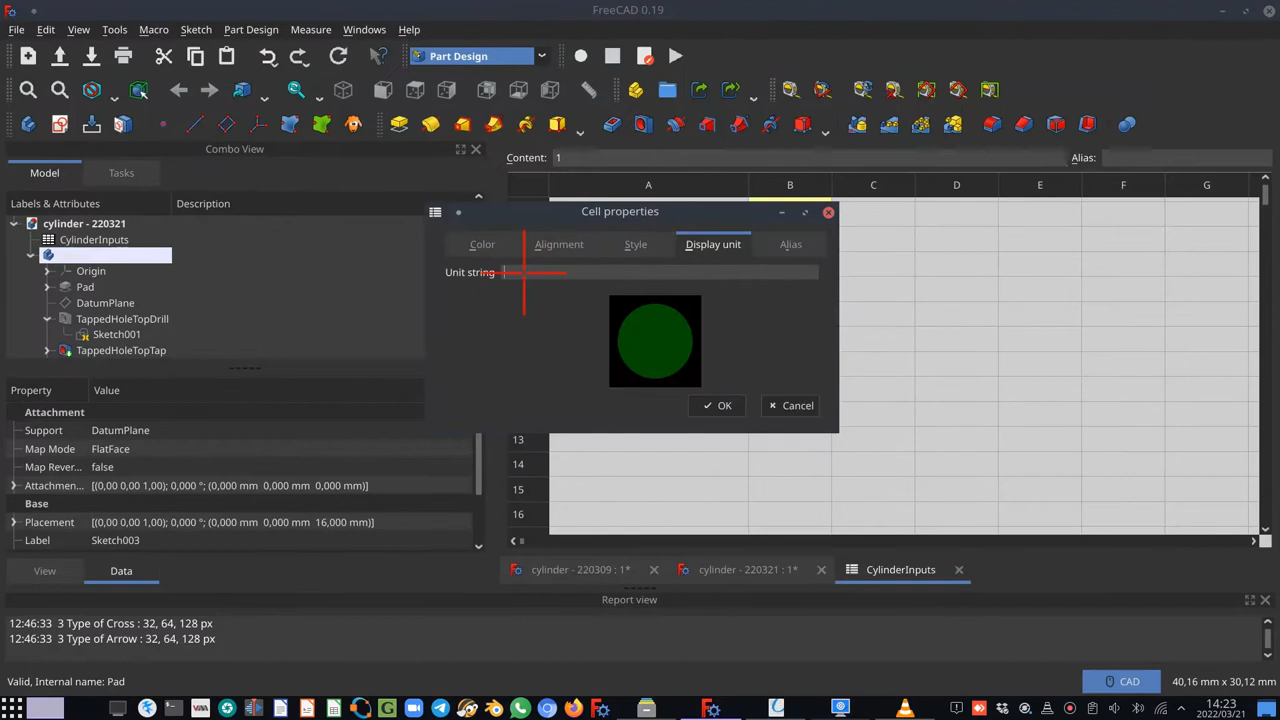 FreeCAD 0.19
File Edit View Tools Macro Sketch Part Design Measure Windows Help
Part Design
Combo View
Model Tasks
Labels & Attributes Description
cylinder - 220321
CylinderInputs
Origin
Pad
DatumPlane
TappedHoleTopDrill
Sketch001
TappedHoleTopTap
Property Value
Attachment
Support DatumPlane
Map Mode FlatFace
Map Rever... false
Attachmen... [(0,00 0,00 1,00); 0,000 °; (0,000 mm 0,000 mm 0,000 mm)]
Base
Placement [(0,00 0,00 1,00); 0,000 °; (0,000 mm 0,000 mm 16,000 mm)]
Label Sketch003
View Data
Content: 1 Alias:
A B C D E F G
Cell properties
Color Alignment Style Display unit Alias
Unit string
OK Cancel
13
14
15
16
cylinder - 220309 : 1* cylinder - 220321 : 1* CylinderInputs
Report view
12:46:33 3 Type of Cross : 32, 64, 128 px
12:46:33 3 Type of Arrow : 32, 64, 128 px
Valid, Internal name: Pad
CAD 40,16 mm x 30,12 mm
14:23
2022/03/21